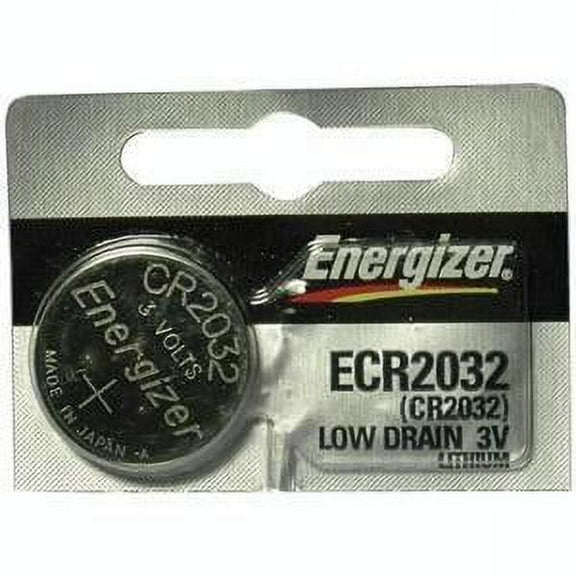 Energizer®
ECR2032
(CR2032)
LOW DRAIN 3V
LITHIUM
CR2032
3 VOLTS
Energizer
+
MADE IN JAPAN